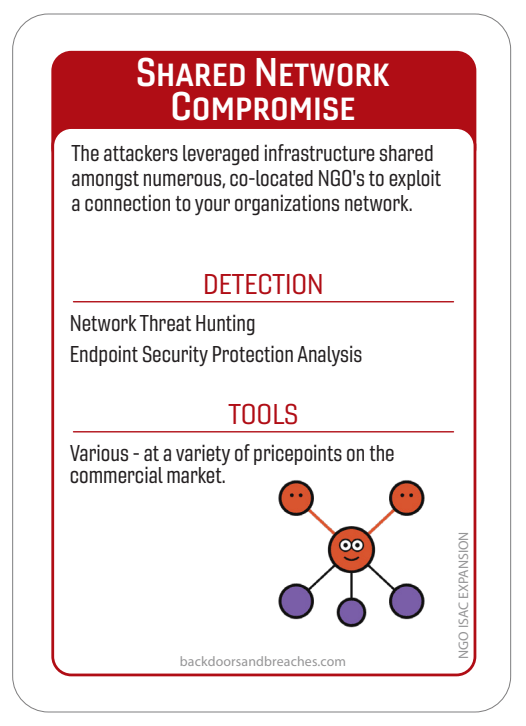 SHARED NETWORK
COMPROMISE
The attackers leveraged infrastructure shared
amongst numerous, co-located NGO's to exploit
a connection to your organizations network.
DETECTION
Network Threat Hunting
Endpoint Security Protection Analysis
TOOLS
Various - at a variety of pricepoints on the
commercial market.
NGO ISAC EXPANSION
backdoorsandbreaches.com